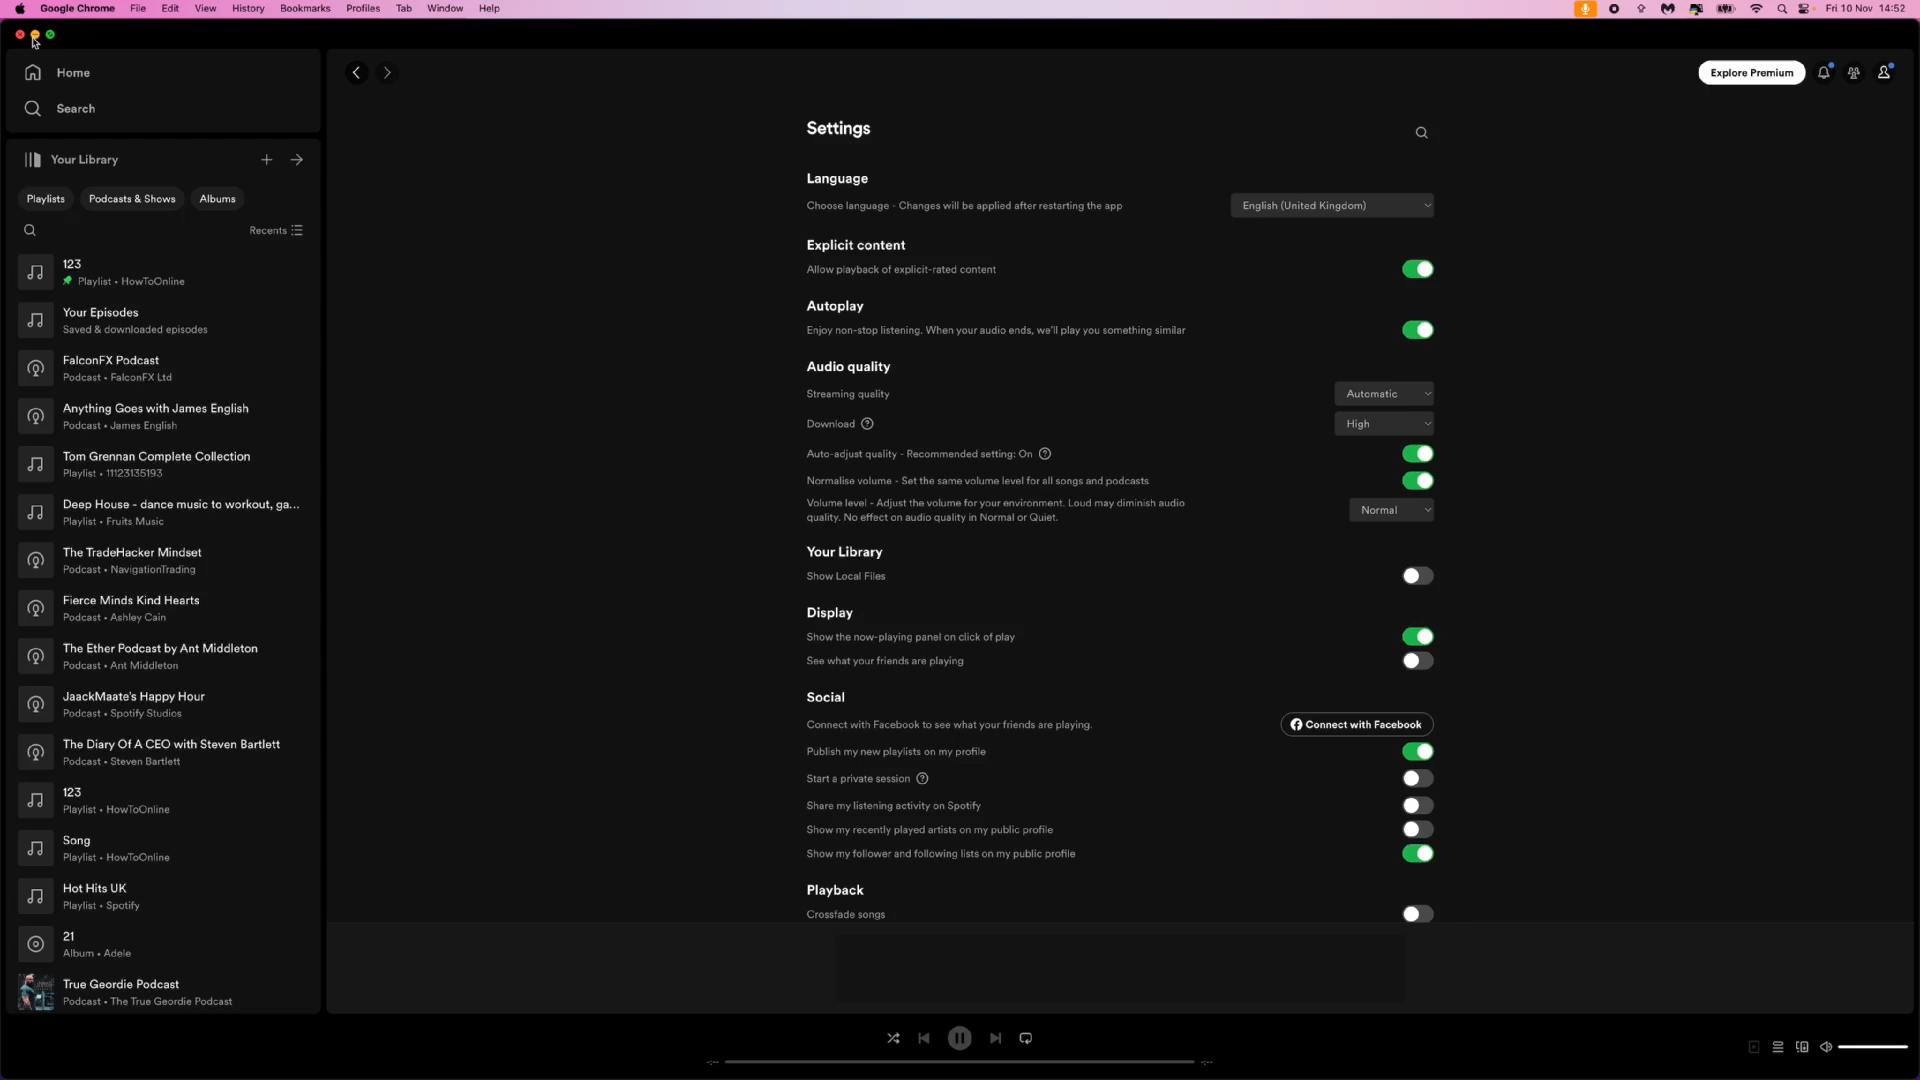 Google Chrome File Edit View History Bookmarks Profiles Tab Window Help Fri 10 Nov 14:52
Home
Search
Your Library
Playlists Podcasts & Shows Albums
Recents
123
Playlist • HowToOnline
Your Episodes
Saved & downloaded episodes
FalconFX Podcast
Podcast • FalconFX Ltd
Anything Goes with James English
Podcast • James English
Tom Grennan Complete Collection
Playlist • 11123135193
Deep House - dance music to workout, ga...
Playlist • Fruits Music
The TradeHacker Mindset
Podcast • NavigationTrading
Fierce Minds Kind Hearts
Podcast • Ashley Cain
The Ether Podcast by Ant Middleton
Podcast • Ant Middleton
JaackMaate's Happy Hour
Podcast • Spotify Studios
The Diary Of A CEO with Steven Bartlett
Podcast • Steven Bartlett
123
Playlist • HowToOnline
Song
Playlist • HowToOnline
Hot Hits UK
Playlist • Spotify
21
Album • Adele
True Geordie Podcast
Podcast • The True Geordie Podcast
Explore Premium
Settings
Language
Choose language - Changes will be applied after restarting the app English (United Kingdom)
Explicit content
Allow playback of explicit-rated content
Autoplay
Enjoy non-stop listening. When your audio ends, we'll play you something similar
Audio quality
Streaming quality Automatic
Download High
Auto-adjust quality - Recommended setting: On
Normalise volume - Set the same volume level for all songs and podcasts
Volume level - Adjust the volume for your environment. Loud may diminish audio
quality. No effect on audio quality in Normal or Quiet. Normal
Your Library
Show Local Files
Display
Show the now-playing panel on click of play
See what your friends are playing
Social
Connect with Facebook to see what your friends are playing. Connect with Facebook
Publish my new playlists on my profile
Start a private session
Share my listening activity on Spotify
Show my recently played artists on my public profile
Show my follower and following lists on my public profile
Playback
Crossfade songs
-:-- -:--